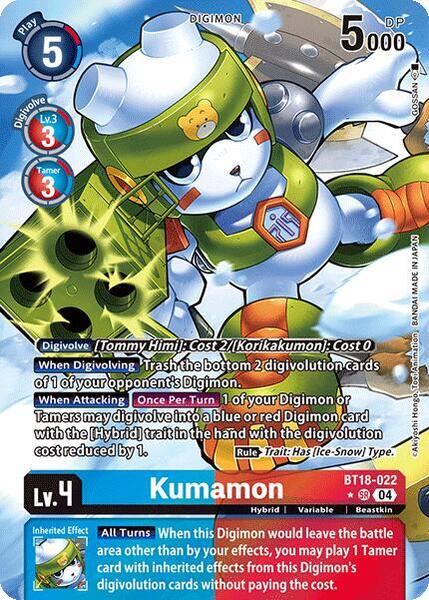 DIGIMON
Play
5
DP
5000
GOSSAN
Digivolve
Lv.3
3
Tamer
3
©Akiyoshi Hongo, Toei Animation, BANDAI MADE IN JAPAN
Digivolve [Tommy Himi]: Cost 2/[Korikakumon]: Cost 0
When Digivolving Trash the bottom 2 digivolution cards
of 1 of your opponent's Digimon.
When Attacking Once Per Turn 1 of your Digimon or
Tamers may digivolve into a blue or red Digimon card
with the [Hybrid] trait in the hand with the digivolution
cost reduced by 1.
Rule Trait: Has [Ice-Snow] Type.
Lv.4
Kumamon
BT18-022
SR 04
Hybrid | Variable | Beastkin
Inherited Effect
All Turns When this Digimon would leave the battle
area other than by your effects, you may play 1 Tamer
card with inherited effects from this Digimon's
digivolution cards without paying the cost.